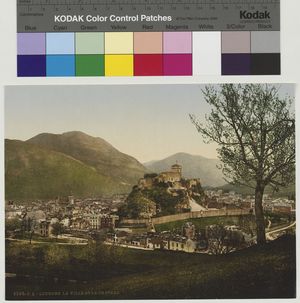 KODAK Color Control Patches
Kodak
Blue Cyan Green Yellow Red Magenta White 3/Color Black
LOURDES LA VILLE ET LE CHATEAU